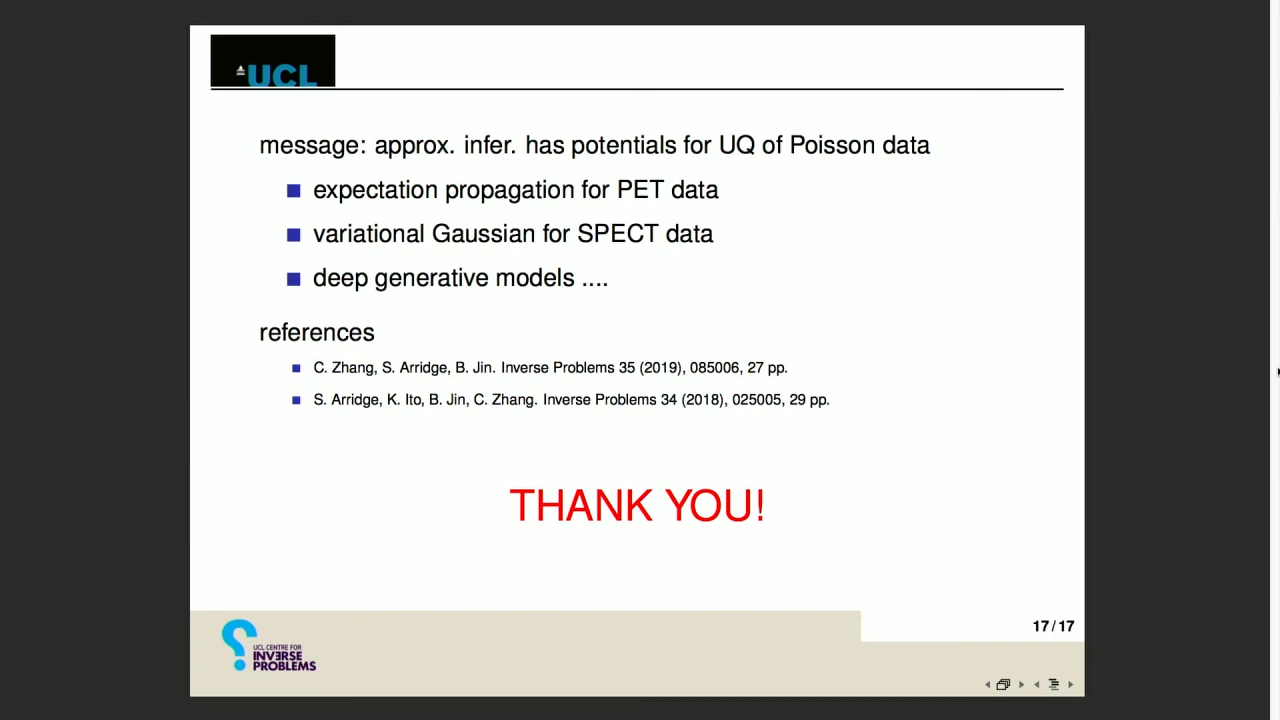 UCL
message: approx. infer. has potentials for UQ of Poisson data
expectation propagation for PET data
variational Gaussian for SPECT data
deep generative models ....
references
C. Zhang, S. Arridge, B. Jin. Inverse Problems 35 (2019), 085006, 27 pp.
S. Arridge, K. Ito, B. Jin, C. Zhang. Inverse Problems 34 (2018), 025005, 29 pp.
THANK YOU!
17/17
UCL CENTRE FOR
INVERSE
PROBLEMS